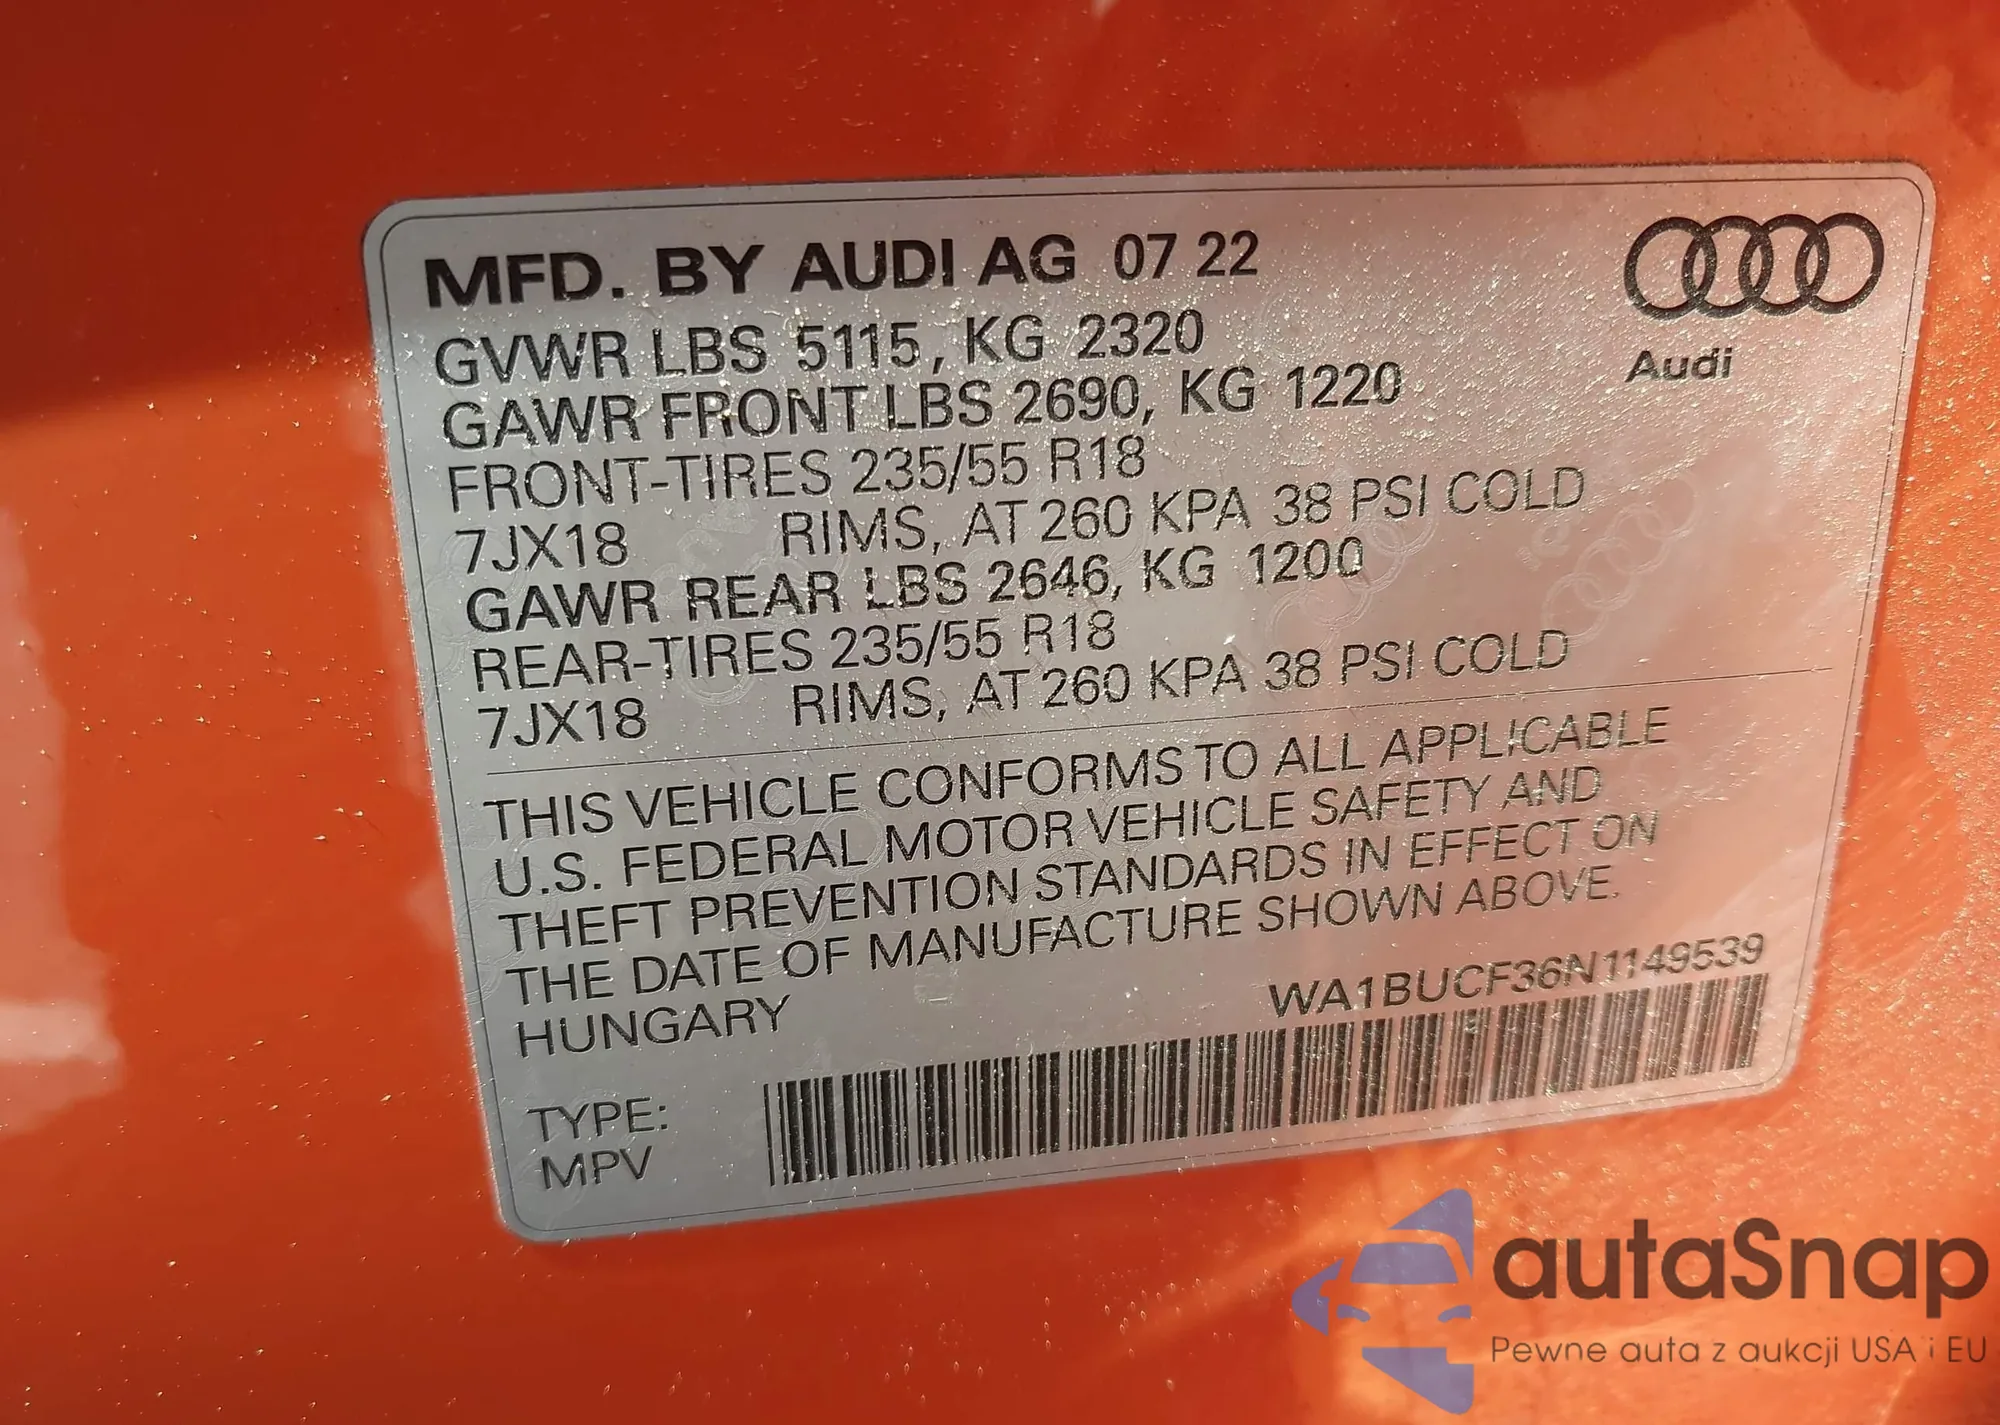 MFD. BY AUDI AG 07 22
GVWR LBS 5115, KG 2320
GAWR FRONT LBS 2690, KG 1220
FRONT-TIRES 235/55 R18
7JX18 RIMS, AT 260 KPA 38 PSI COLD
GAWR REAR LBS 2646, KG 1200
REAR-TIRES 235/55 R18
7JX18 RIMS, AT 260 KPA 38 PSI COLD
Audi
THIS VEHICLE CONFORMS TO ALL APPLICABLE
U.S. FEDERAL MOTOR VEHICLE SAFETY AND
THEFT PREVENTION STANDARDS IN EFFECT ON
THE DATE OF MANUFACTURE SHOWN ABOVE.
HUNGARY
WA1BUCF36N1149539
TYPE:
MPV
autaSnap
Pewne auta z aukcji USA i EU